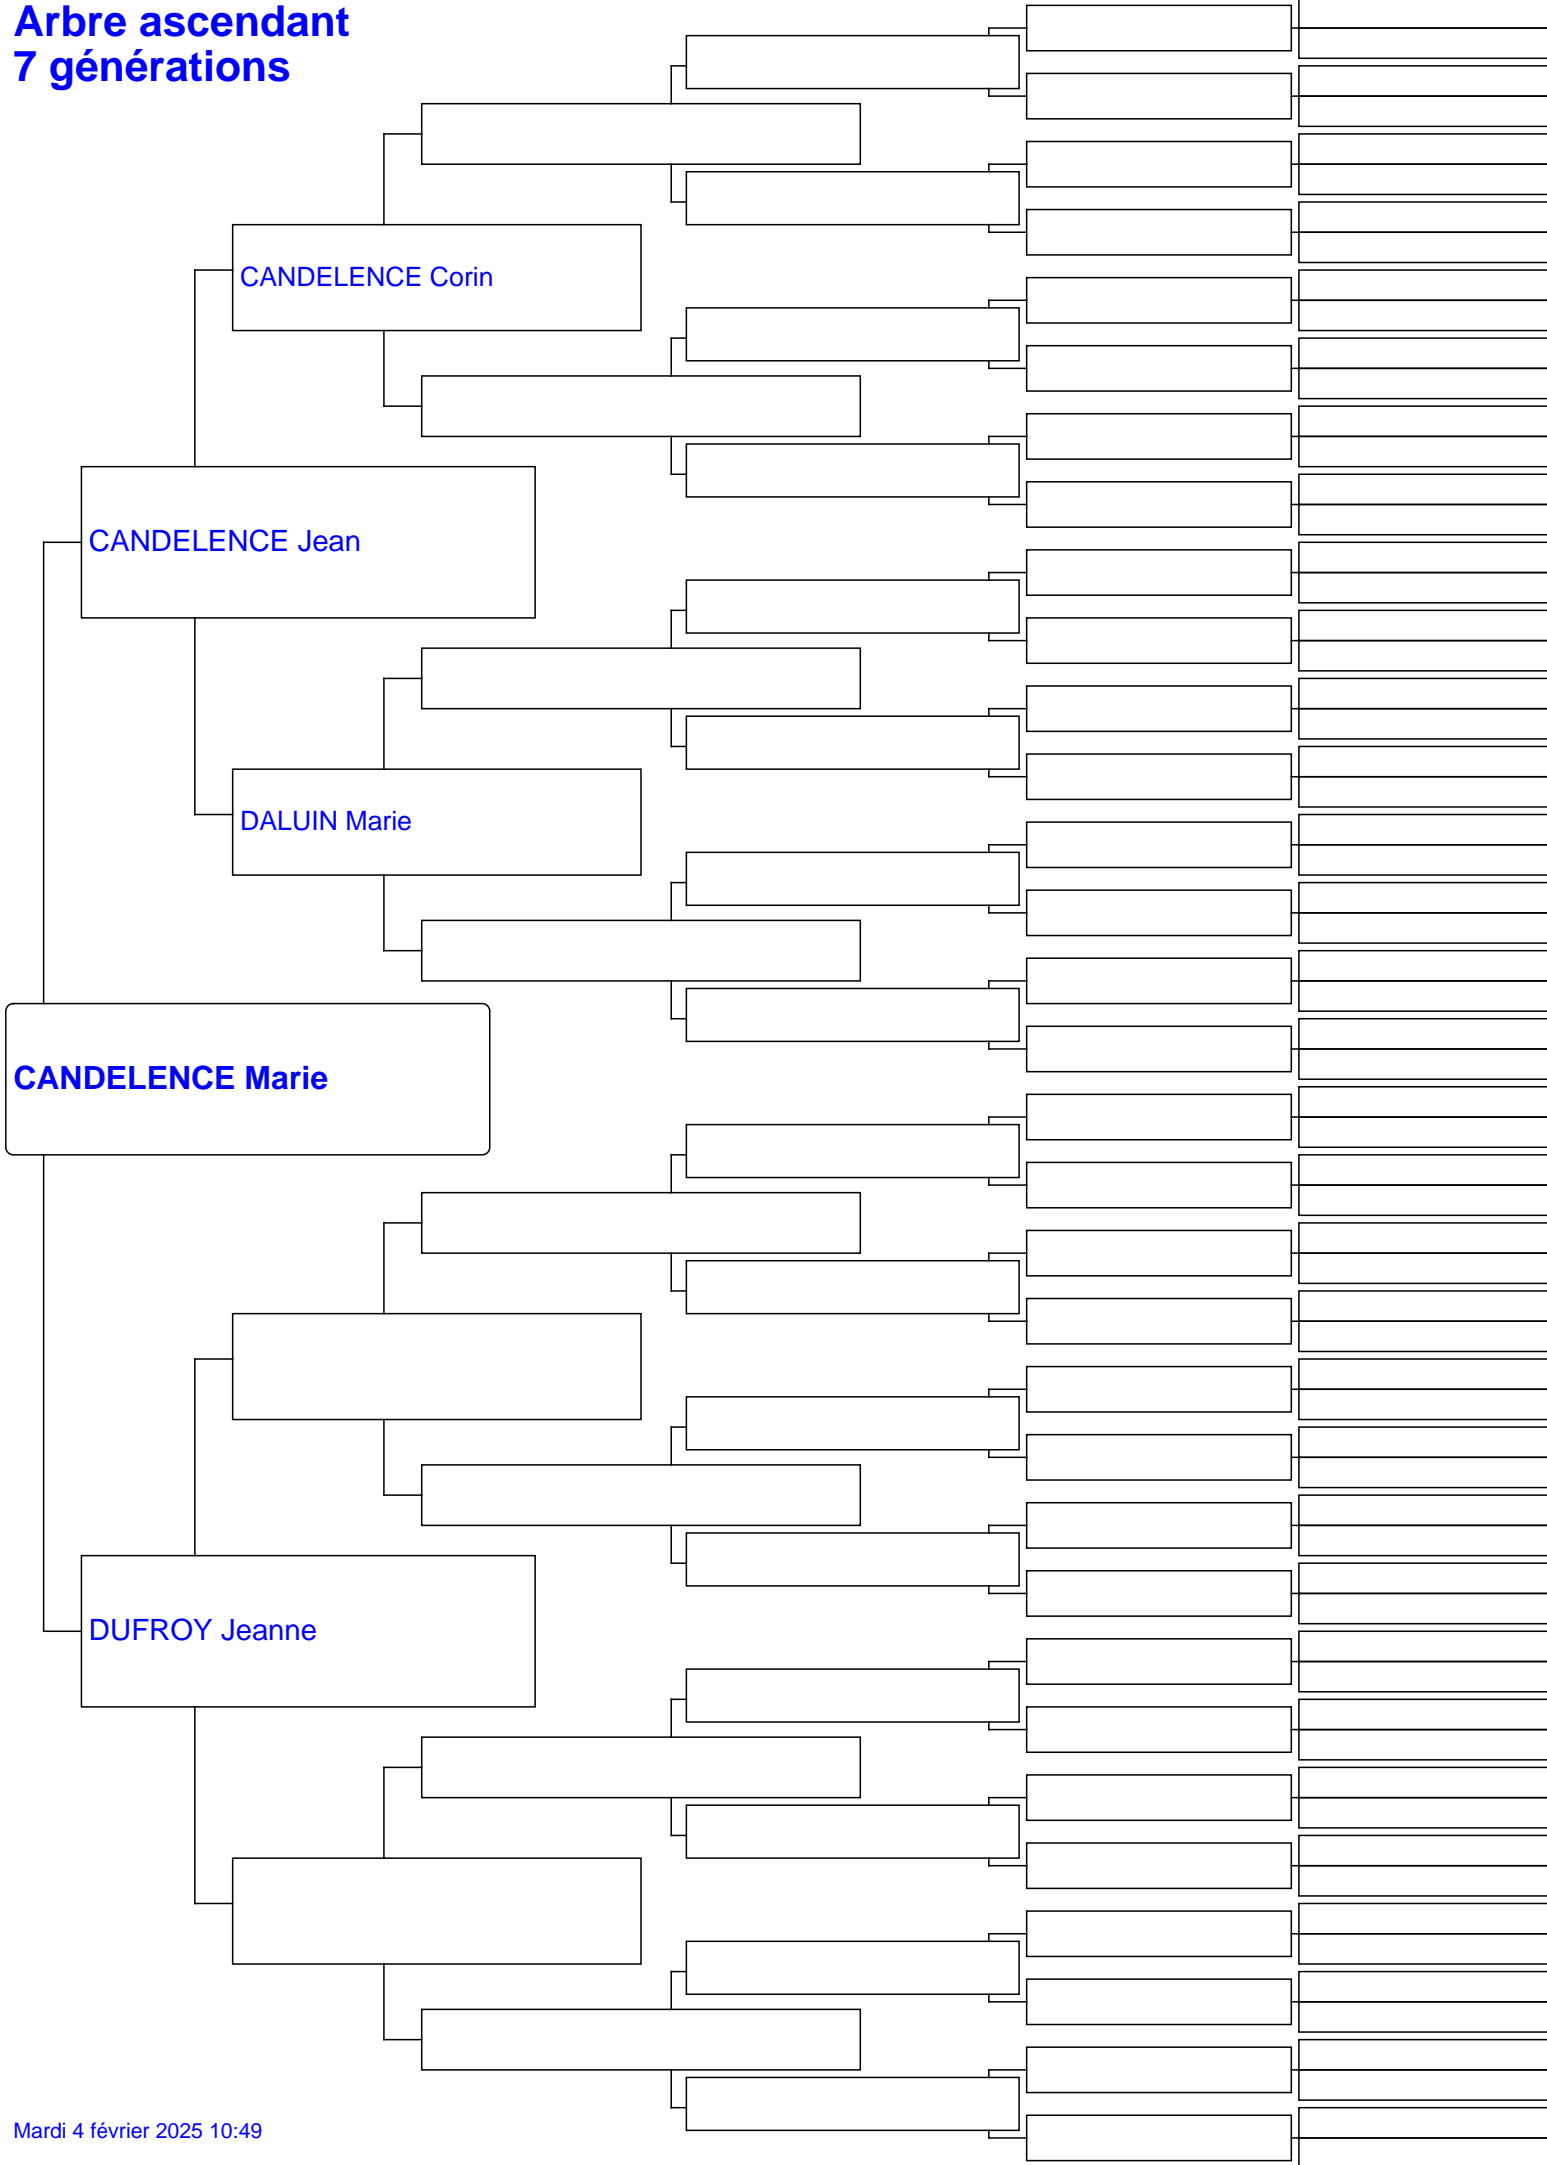 Arbre ascendant
7 générations
CANDELENCE Corin
CANDELENCE Jean
DALUIN Marie
CANDELENCE Marie
DUFROY Jeanne
Mardi 4 février 2025 10:49